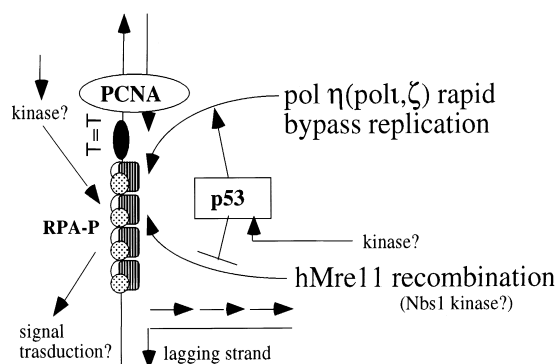 PCNA
kinase?
T=T
pol η(polι,ζ) rapid
bypass replication
p53
RPA-P
kinase?
hMre11 recombination
(Nbs1 kinase?)
signal
trasduction?
lagging strand